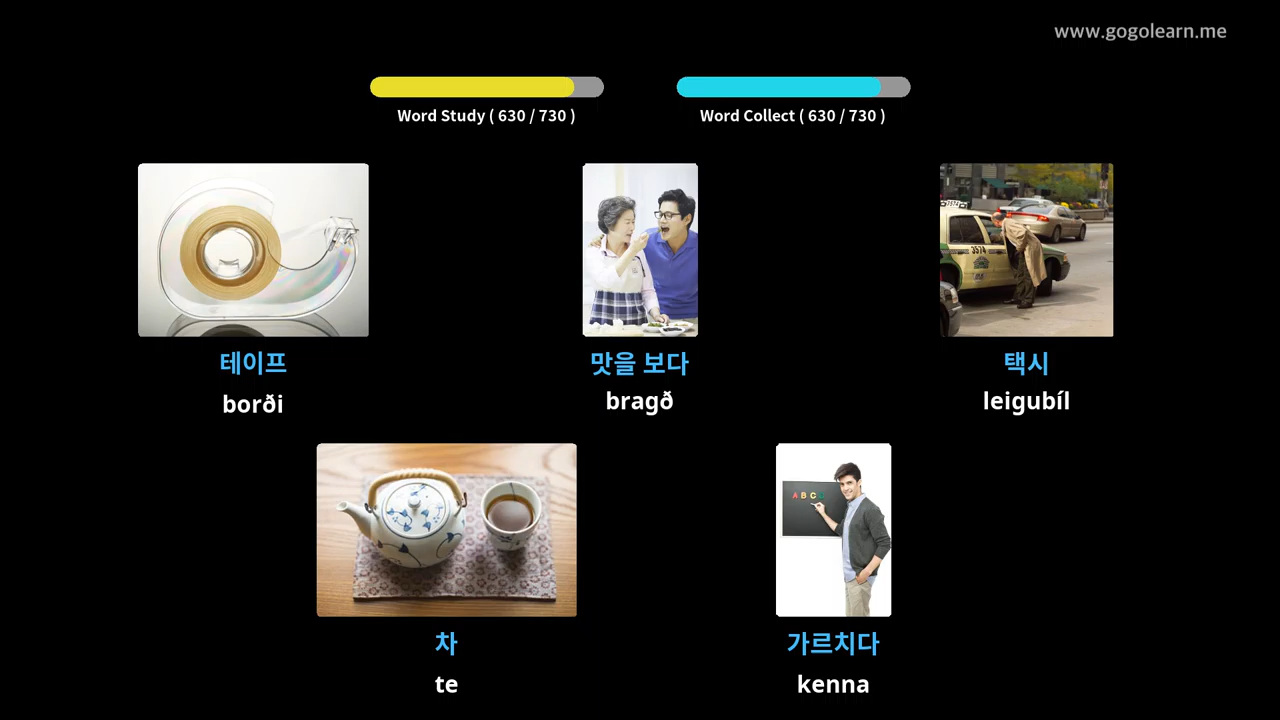 www.gogolearn.me
Word Study ( 630 / 730 )
Word Collect ( 630 / 730 )
3574
테이프
borði
맛을 보다
bragð
택시
leigubíl
A B C
차
te
가르치다
kenna